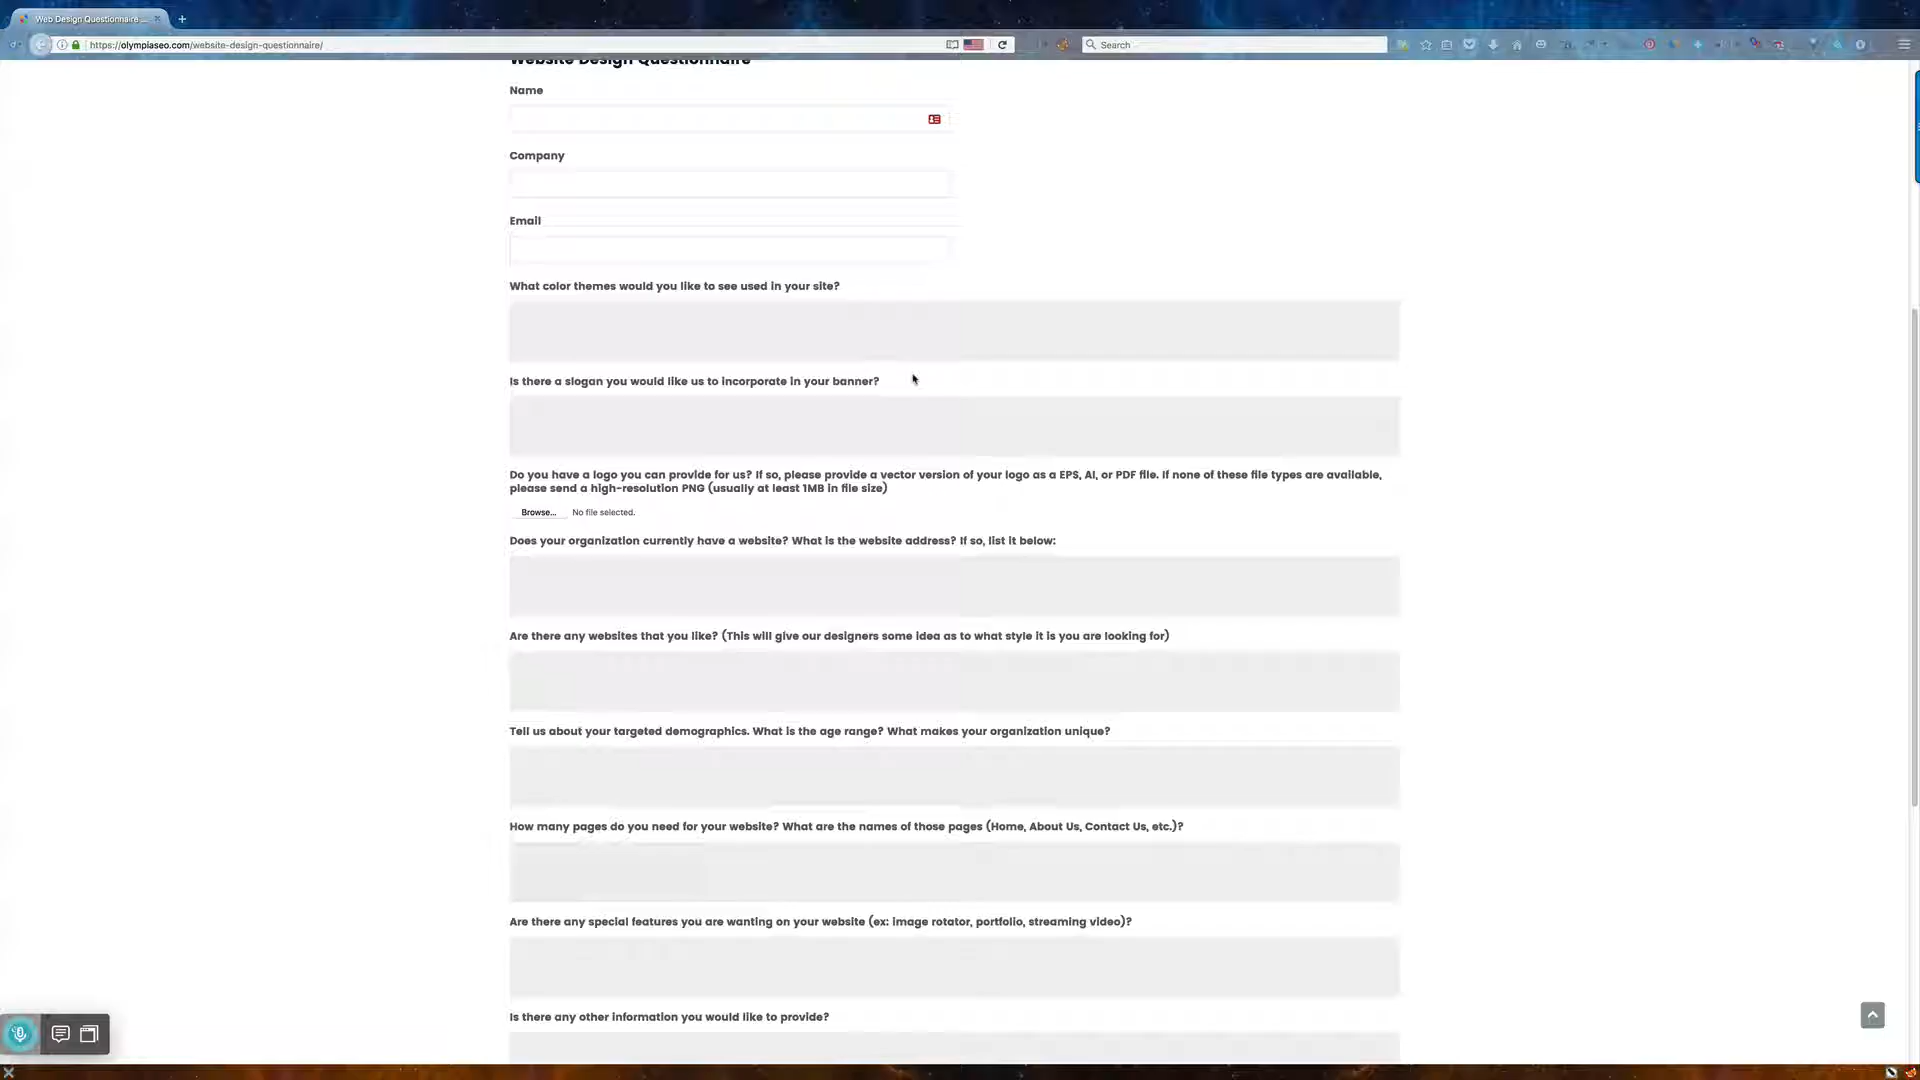 Web Design Questionnaire ...
https://olympiaseo.com/website-design-questionnaire/
Search
Website Design Questionnaire
Name
Company
Email
What color themes would you like to see used in your site?
Is there a slogan you would like us to incorporate in your banner?
Do you have a logo you can provide for us? If so, please provide a vector version of your logo as a EPS, AI, or PDF file. If none of these file types are available,
please send a high-resolution PNG (usually at least 1MB in file size)
Browse... No file selected.
Does your organization currently have a website? What is the website address? If so, list it below:
Are there any websites that you like? (This will give our designers some idea as to what style it is you are looking for)
Tell us about your targeted demographics. What is the age range? What makes your organization unique?
How many pages do you need for your website? What are the names of those pages (Home, About Us, Contact Us, etc.)?
Are there any special features you are wanting on your website (ex: image rotator, portfolio, streaming video)?
Is there any other information you would like to provide?